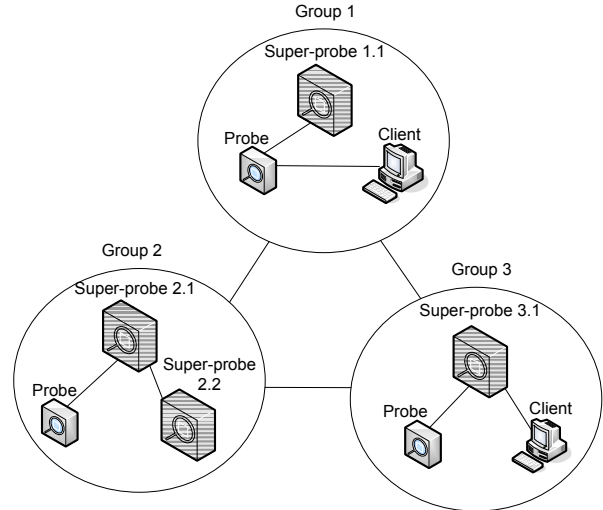 Group 1
Super-probe 1.1
Probe
Client
Group 2
Super-probe 2.1
Super-probe
2.2
Probe
Group 3
Super-probe 3.1
Probe
Client